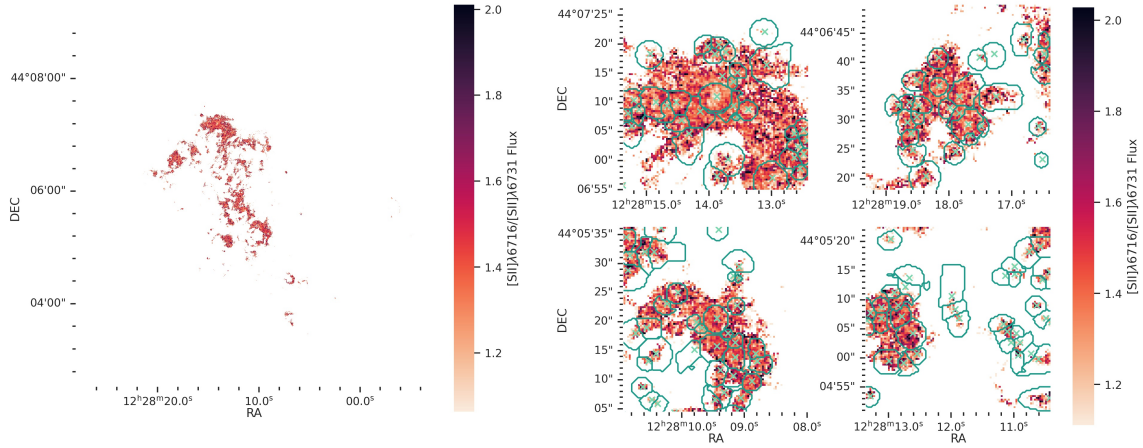 44°08'00"
06'00"
04'00"
DEC
12ʰ28ᵐ20.0ˢ
10.0ˢ
00.0ˢ
RA
2.0
1.8
1.6
1.4
1.2
[SII]λ6716/[SII]λ6731 Flux
44°07'25"
20"
15"
10"
05"
00"
06'55"
DEC
12ʰ28ᵐ15.0ˢ
14.0ˢ
13.0ˢ
44°06'45"
40"
35"
30"
25"
20"
12ʰ28ᵐ19.0ˢ
18.0ˢ
17.0ˢ
44°05'35"
30"
25"
20"
15"
10"
05"
DEC
12ʰ28ᵐ10.0ˢ
09.0ˢ
08.0ˢ
RA
44°05'20"
15"
10"
05"
00"
04'55"
12ʰ28ᵐ13.0ˢ
12.0ˢ
11.0ˢ
RA
2.0
1.8
1.6
1.4
1.2
[SII]λ6716/[SII]λ6731 Flux